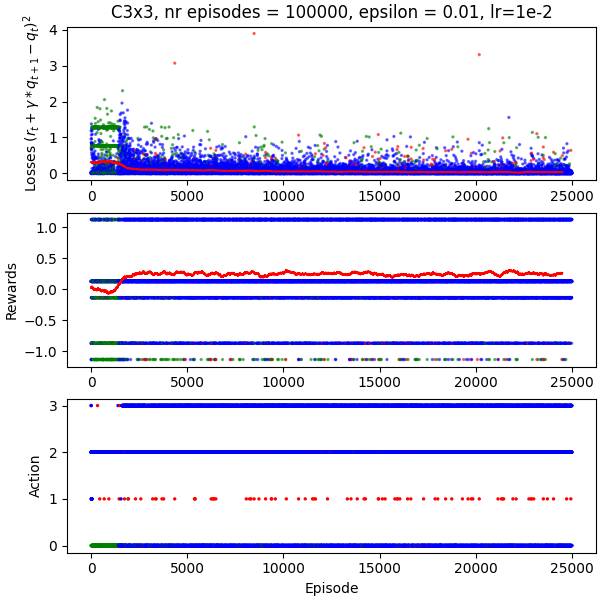 C3x3, nr episodes = 100000, epsilon = 0.01, lr=1e-2
Losses $(r_t + \gamma * q_{t+1} - q_t)^2$
4
3
2
1
0
0 5000 10000 15000 20000 25000
Rewards
1.0
0.5
0.0
−0.5
−1.0
0 5000 10000 15000 20000 25000
Action
3
2
1
0
0 5000 10000 15000 20000 25000
Episode